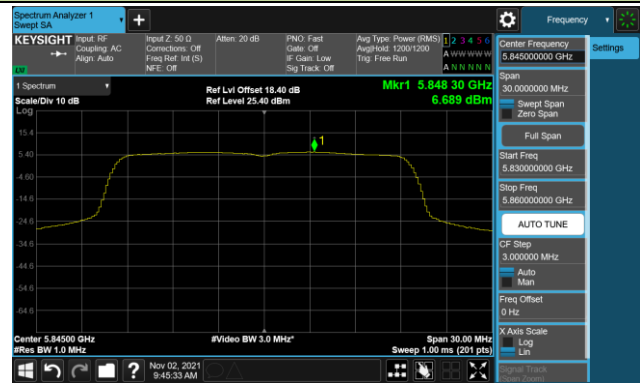 Spectrum Analyzer 1
Swept SA
Frequency
KEYSIGHT
Input: RF
Coupling: AC
Align: Auto
Input Z: 50 Ω
Corrections: Off
Freq Ref: Int (S)
NFE: Off
Atten: 20 dB
PNO: Fast
Gate: Off
IF Gain: Low
Sig Track: Off
Avg Type: Power (RMS)
Avg|Hold: 1200/1200
Trig: Free Run
1 2 3 4 5 6
A W W W W W
A N N N N N
Center Frequency
5.845000000 GHz
Settings
Span
30.0000000 MHz
Swept Span
Zero Span
Full Span
Start Freq
5.830000000 GHz
Stop Freq
5.860000000 GHz
AUTO TUNE
CF Step
3.000000 MHz
Auto
Man
Freq Offset
0 Hz
X Axis Scale
Log
Lin
Signal Track
(Span Zoom)
1 Spectrum
Scale/Div 10 dB
Log
Ref Lvl Offset 18.40 dB
Ref Level 25.40 dBm
Mkr1 5.848 30 GHz
6.689 dBm
1
15.4
5.40
-4.60
-14.6
-24.6
-34.6
-44.6
-54.6
-64.6
Center 5.84500 GHz
#Res BW 1.0 MHz
#Video BW 3.0 MHz*
Span 30.00 MHz
Sweep 1.00 ms (201 pts)
?
Nov 02, 2021
9:45:33 AM